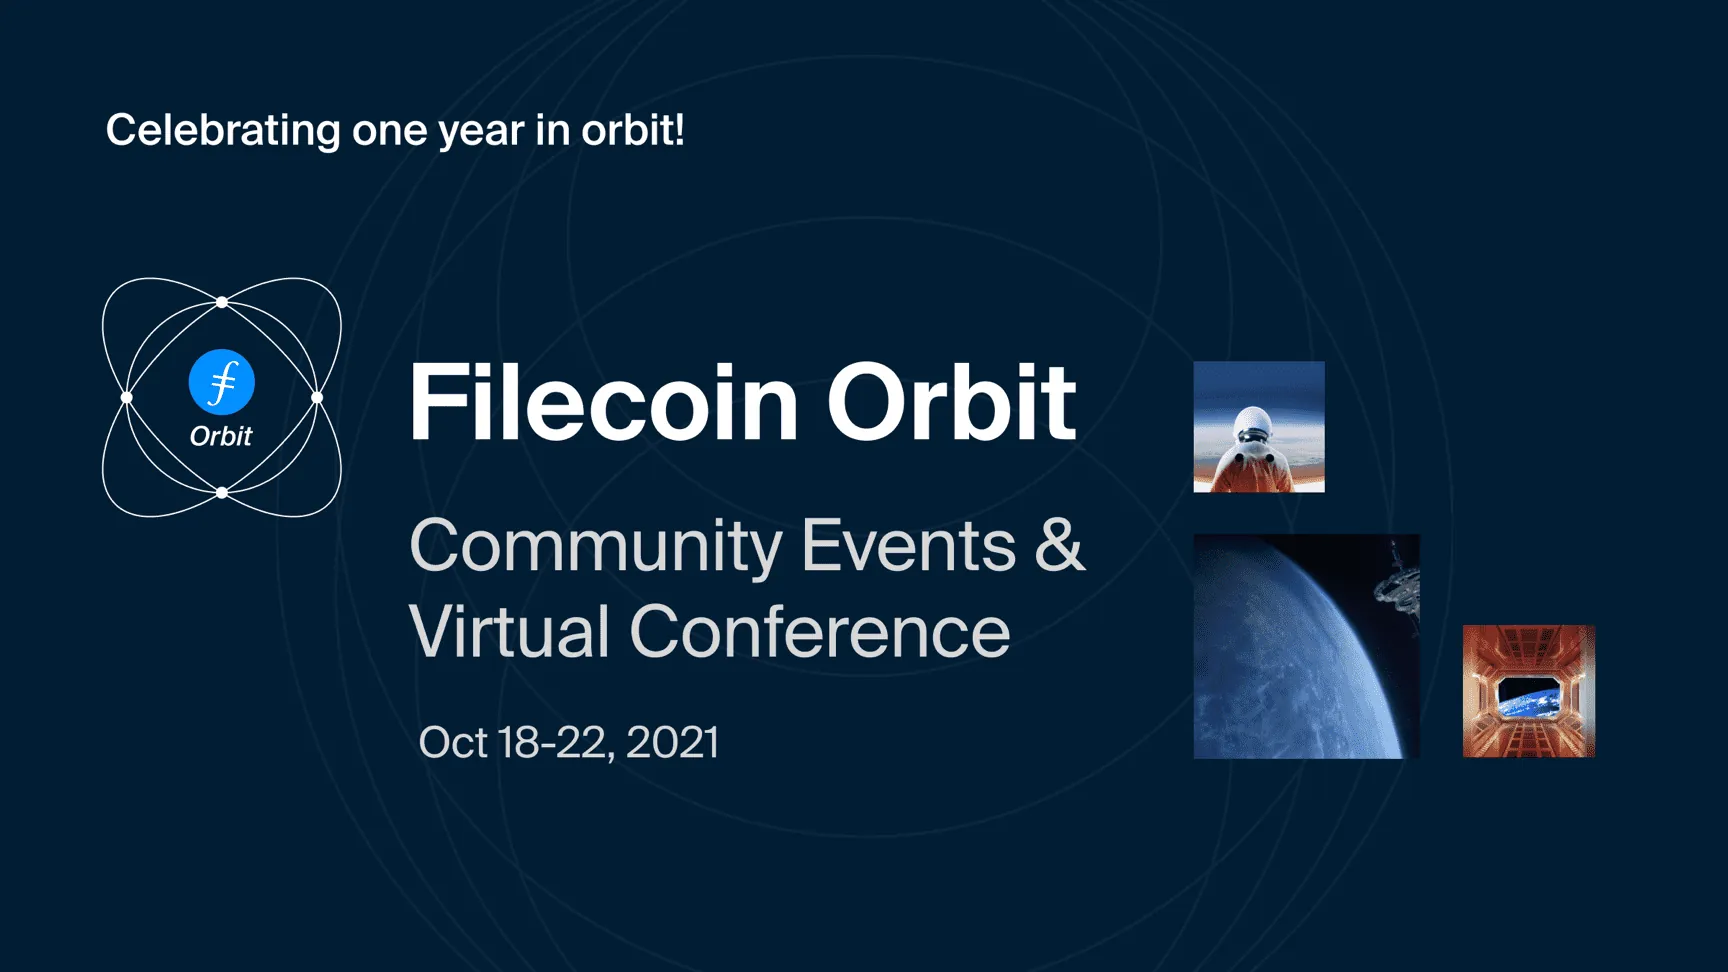 Celebrating one year in orbit!
Orbit
Filecoin Orbit
Community Events &
Virtual Conference
Oct 18-22, 2021